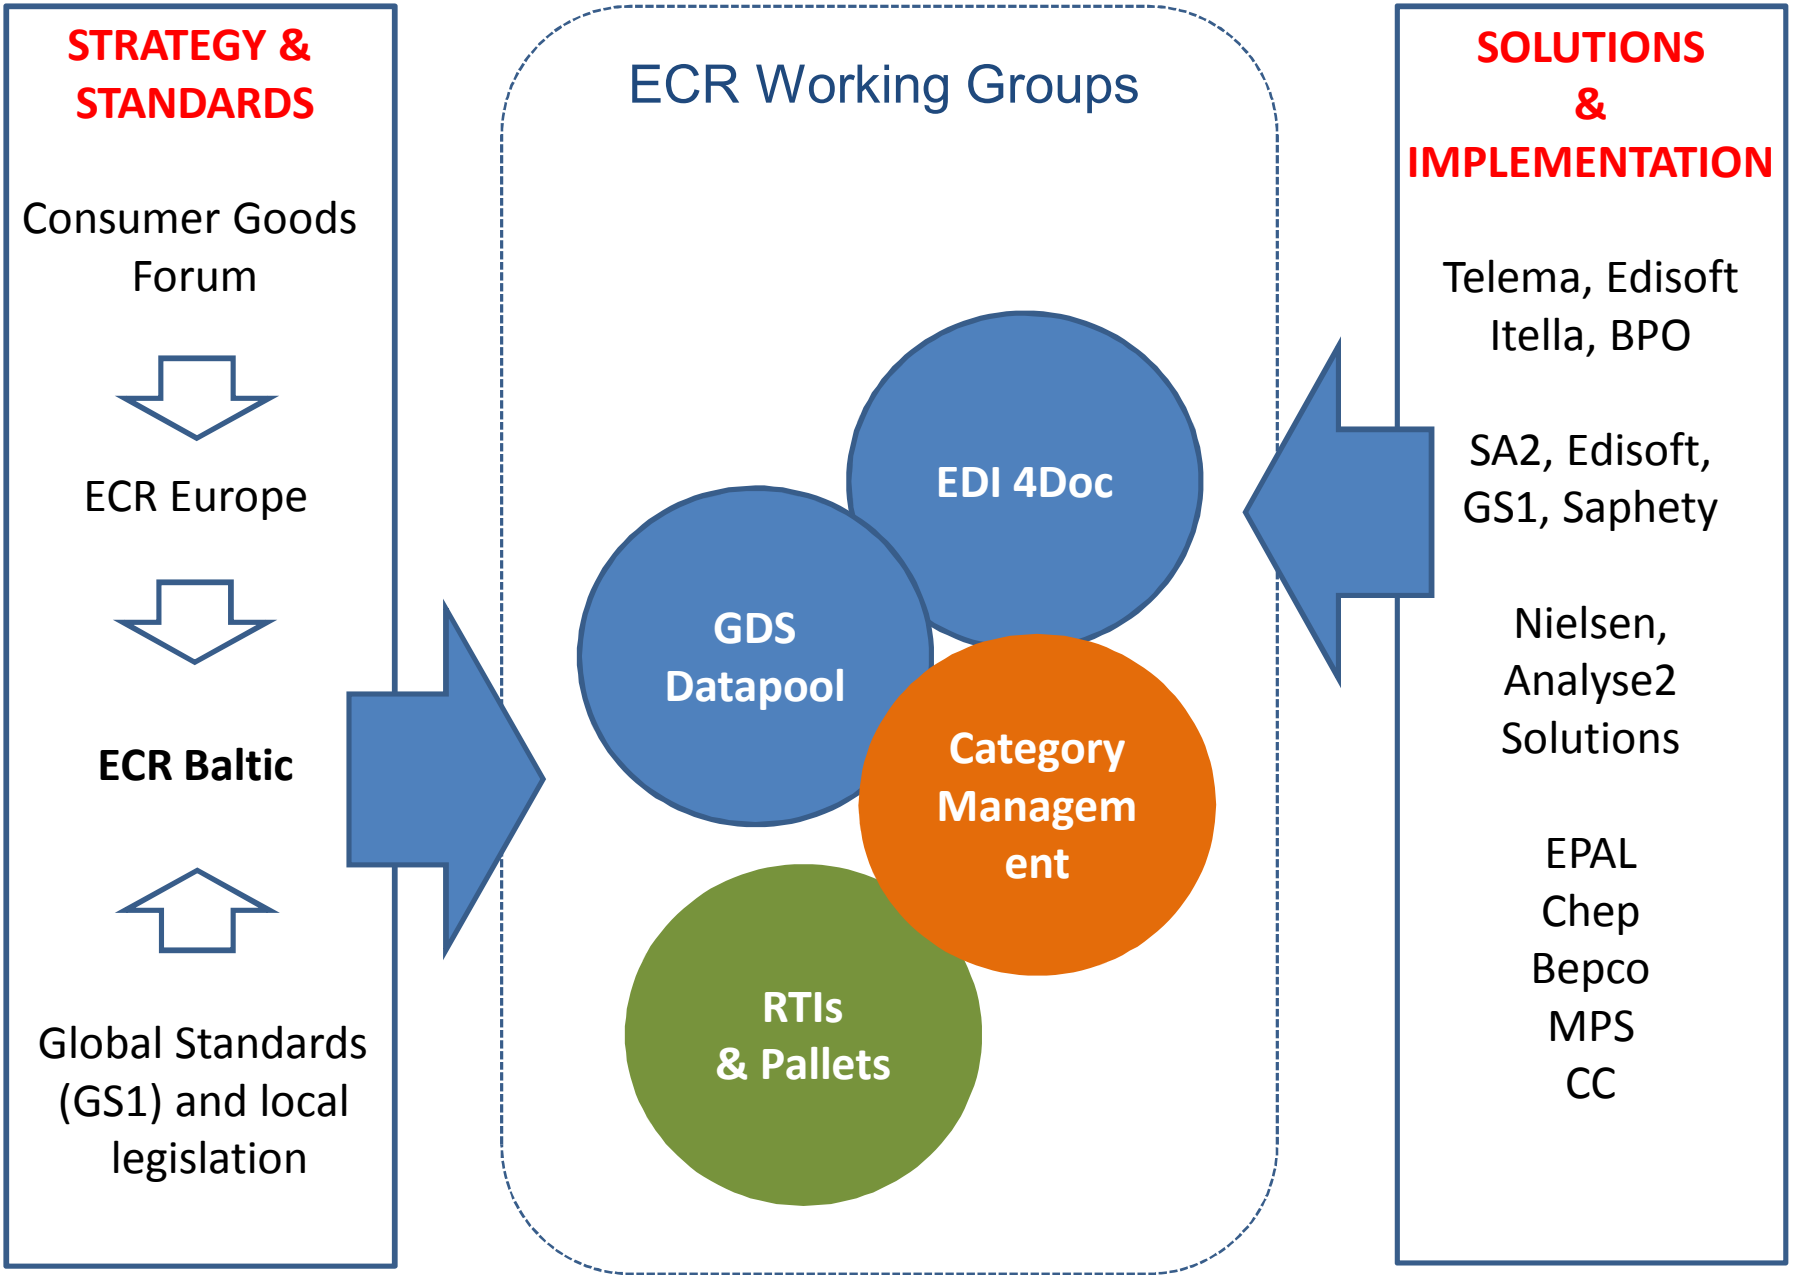 STRATEGY &
STANDARDS
Consumer Goods
Forum
ECR Europe
ECR Baltic
Global Standards
(GS1) and local
legislation
ECR Working Groups
EDI 4Doc
GDS
Datapool
Category
Managem
ent
RTIs
& Pallets
SOLUTIONS
&
IMPLEMENTATION
Telema, Edisoft
Itella, BPO
SA2, Edisoft,
GS1, Saphety
Nielsen,
Analyse2
Solutions
EPAL
Chep
Bepco
MPS
CC